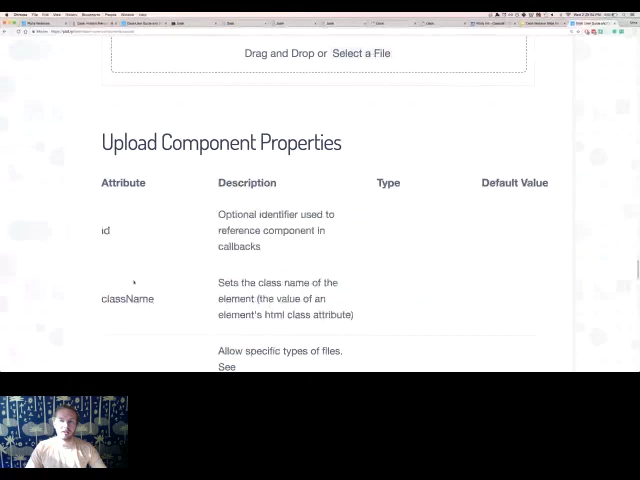 Drag and Drop or Select a File
Upload Component Properties
Attribute Description Type Default Value
id
Optional identifier used to
reference component in
callbacks
className
Sets the class name of the
element (the value of an
element's html class attribute)
Allow specific types of files.
See